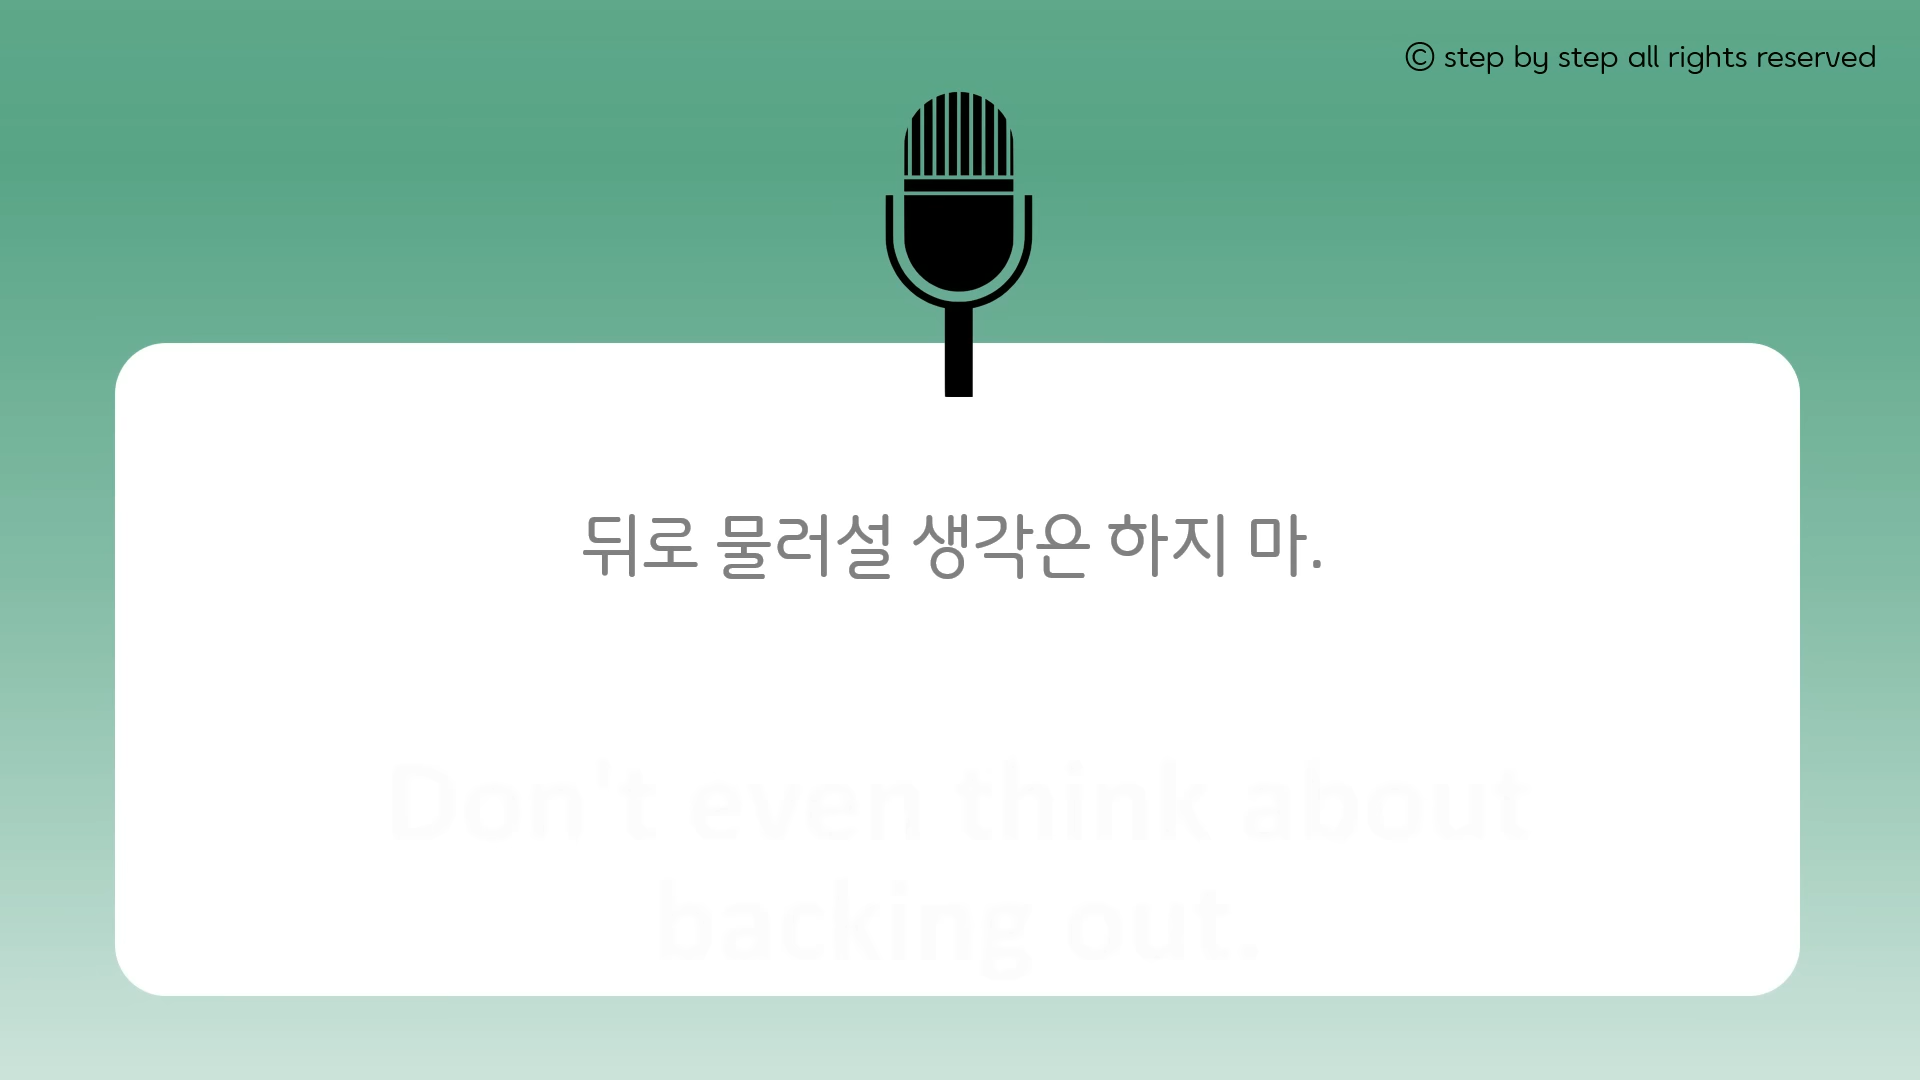 © step by step all rights reserved
뒤로 물러설 생각은 하지 마.
Don't even think about
backing out.